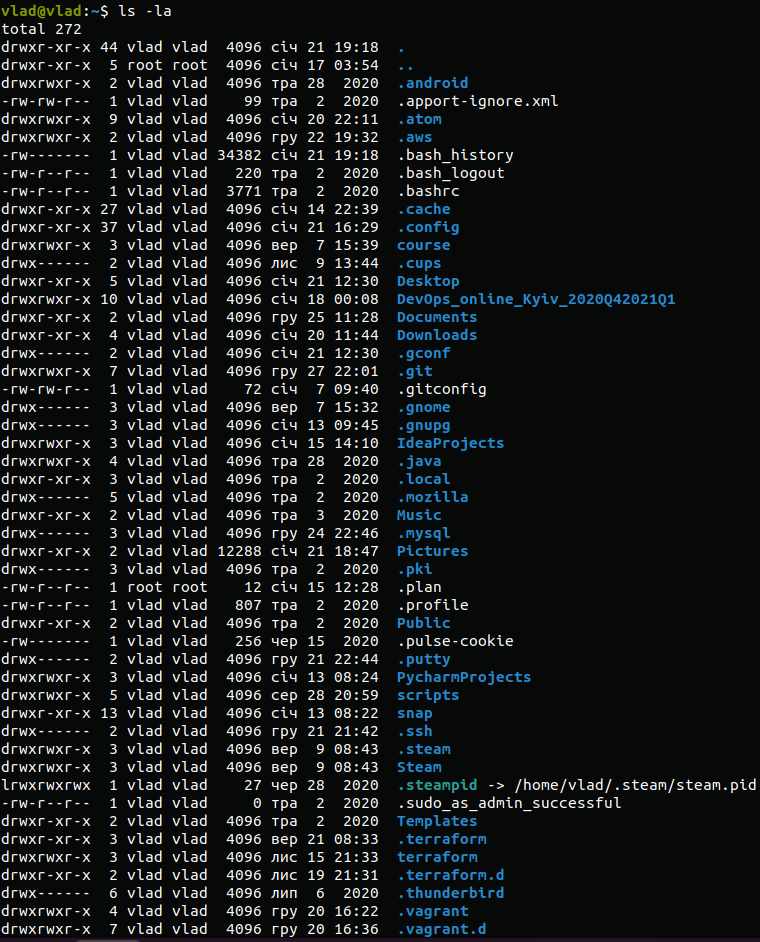 vlad@vlad:~$ ls -la
total 272
drwxr-xr-x 44 vlad vlad  4096 січ 21 19:18  .
drwxr-xr-x  5 root root  4096 січ 17 03:54  ..
drwxrwxr-x  2 vlad vlad  4096 тра 28  2020  .android
-rw-rw-r--  1 vlad vlad    99 тра  2  2020  .apport-ignore.xml
drwxrwxr-x  9 vlad vlad  4096 січ 20 22:11  .atom
drwxrwxr-x  2 vlad vlad  4096 гру 22 19:32  .aws
-rw-------  1 vlad vlad 34382 січ 21 19:18  .bash_history
-rw-r--r--  1 vlad vlad   220 тра  2  2020  .bash_logout
-rw-r--r--  1 vlad vlad  3771 тра  2  2020  .bashrc
drwxr-xr-x 27 vlad vlad  4096 січ 14 22:39  .cache
drwxr-xr-x 37 vlad vlad  4096 січ 21 16:29  .config
drwxrwxr-x  3 vlad vlad  4096 вер  7 15:39  course
drwx------  2 vlad vlad  4096 лис  9 13:44  .cups
drwxr-xr-x  5 vlad vlad  4096 січ 21 12:30  Desktop
drwxrwxr-x 10 vlad vlad  4096 січ 18 00:08  DevOps_online_Kyiv_2020Q42021Q1
drwxr-xr-x  2 vlad vlad  4096 гру 25 11:28  Documents
drwxr-xr-x  4 vlad vlad  4096 січ 20 11:44  Downloads
drwx------  2 vlad vlad  4096 січ 21 12:30  .gconf
drwxrwxr-x  7 vlad vlad  4096 гру 27 22:01  .git
-rw-rw-r--  1 vlad vlad    72 січ  7 09:40  .gitconfig
drwx------  3 vlad vlad  4096 вер  7 15:32  .gnome
drwx------  3 vlad vlad  4096 січ 13 09:45  .gnupg
drwxrwxr-x  3 vlad vlad  4096 січ 15 14:10  IdeaProjects
drwxrwxr-x  4 vlad vlad  4096 тра 28  2020  .java
drwxr-xr-x  3 vlad vlad  4096 тра  2  2020  .local
drwx------  5 vlad vlad  4096 тра  2  2020  .mozilla
drwxr-xr-x  2 vlad vlad  4096 тра  3  2020  Music
drwx------  3 vlad vlad  4096 гру 24 22:46  .mysql
drwxr-xr-x  2 vlad vlad 12288 січ 21 18:47  Pictures
drwx------  3 vlad vlad  4096 тра  2  2020  .pki
-rw-r--r--  1 root root    12 січ 15 12:28  .plan
-rw-r--r--  1 vlad vlad   807 тра  2  2020  .profile
drwxr-xr-x  2 vlad vlad  4096 тра  2  2020  Public
-rw-------  1 vlad vlad   256 чер 15  2020  .pulse-cookie
drwx------  2 vlad vlad  4096 гру 21 22:44  .putty
drwxrwxr-x  3 vlad vlad  4096 січ 13 08:24  PycharmProjects
drwxrwxr-x  5 vlad vlad  4096 сер 28 20:59  scripts
drwxr-xr-x 13 vlad vlad  4096 січ 13 08:22  snap
drwx------  2 vlad vlad  4096 гру 21 21:42  .ssh
drwxrwxr-x  3 vlad vlad  4096 вер  9 08:43  .steam
drwxrwxr-x  3 vlad vlad  4096 вер  9 08:43  Steam
lrwxrwxrwx  1 vlad vlad    27 чер 28  2020  .steampid -> /home/vlad/.steam/steam.pid
-rw-r--r--  1 vlad vlad     0 тра  2  2020  .sudo_as_admin_successful
drwxr-xr-x  2 vlad vlad  4096 тра  2  2020  Templates
drwxrwxr-x  3 vlad vlad  4096 вер 21 08:33  .terraform
drwxrwxr-x  3 vlad vlad  4096 лис 15 21:33  terraform
drwxr-xr-x  2 vlad vlad  4096 лис 19 21:31  .terraform.d
drwx------  6 vlad vlad  4096 лип  6  2020  .thunderbird
drwxrwxr-x  4 vlad vlad  4096 гру 20 16:22  .vagrant
drwxrwxr-x  7 vlad vlad  4096 гру 20 16:36  .vagrant.d